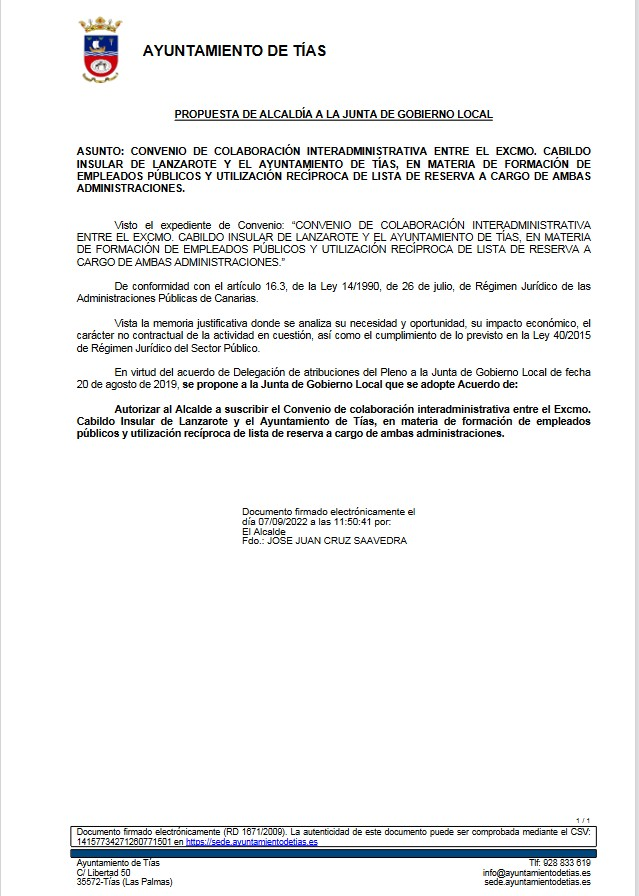 AYUNTAMIENTO DE TÍAS
PROPUESTA DE ALCALDÍA A LA JUNTA DE GOBIERNO LOCAL
ASUNTO: CONVENIO DE COLABORACIÓN INTERADMINISTRATIVA ENTRE EL EXCMO. CABILDO
INSULAR DE LANZAROTE Y EL AYUNTAMIENTO DE TÍAS, EN MATERIA DE FORMACIÓN DE
EMPLEADOS PÚBLICOS Y UTILIZACIÓN RECÍPROCA DE LISTA DE RESERVA A CARGO DE AMBAS
ADMINISTRACIONES.
Visto el expediente de Convenio: “CONVENIO DE COLABORACIÓN INTERADMINISTRATIVA
ENTRE EL EXCMO. CABILDO INSULAR DE LANZAROTE Y EL AYUNTAMIENTO DE TÍAS, EN MATERIA
DE FORMACIÓN DE EMPLEADOS PÚBLICOS Y UTILIZACIÓN RECÍPROCA DE LISTA DE RESERVA A
CARGO DE AMBAS ADMINISTRACIONES.”
De conformidad con el artículo 16.3, de la Ley 14/1990, de 26 de julio, de Régimen Jurídico de las
Administraciones Públicas de Canarias.
Vista la memoria justificativa donde se analiza su necesidad y oportunidad, su impacto económico, el
carácter no contractual de la actividad en cuestión, así como el cumplimiento de lo previsto en la Ley 40/2015
de Régimen Jurídico del Sector Público.
En virtud del acuerdo de Delegación de atribuciones del Pleno a la Junta de Gobierno Local de fecha
20 de agosto de 2019, se propone a la Junta de Gobierno Local que se adopte Acuerdo de:
Autorizar al Alcalde a suscribir el Convenio de colaboración interadministrativa entre el Excmo.
Cabildo Insular de Lanzarote y el Ayuntamiento de Tías, en materia de formación de empleados
públicos y utilización recíproca de lista de reserva a cargo de ambas administraciones.
Documento firmado electrónicamente el
día 07/09/2022 a las 11:50:41 por:
El Alcalde
Fdo.: JOSE JUAN CRUZ SAAVEDRA
1 / 1
Documento firmado electrónicamente (RD 1671/2009). La autenticidad de este documento puede ser comprobada mediante el CSV:
14157734271260771501 en https://sede.ayuntamientodetias.es
Ayuntamiento de Tías Tlf: 928 833 619
C/ Libertad 50 info@ayuntamientodetias.es
35572-Tías (Las Palmas) sede.ayuntamientodetias.es